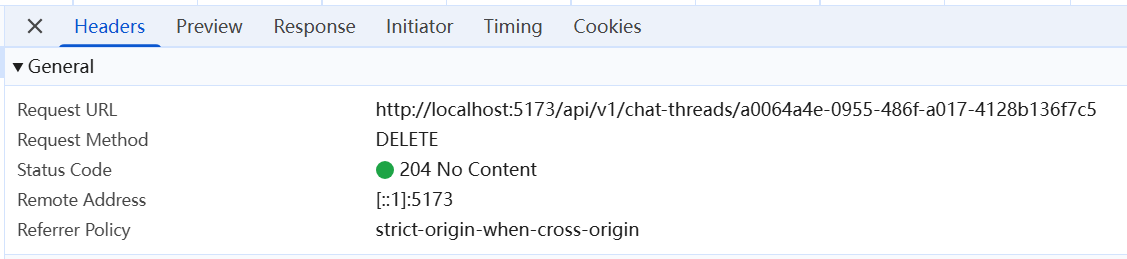 Headers Preview Response Initiator Timing Cookies
General
Request URL http://localhost:5173/api/v1/chat-threads/a0064a4e-0955-486f-a017-4128b136f7c5
Request Method DELETE
Status Code 204 No Content
Remote Address [::1]:5173
Referrer Policy strict-origin-when-cross-origin